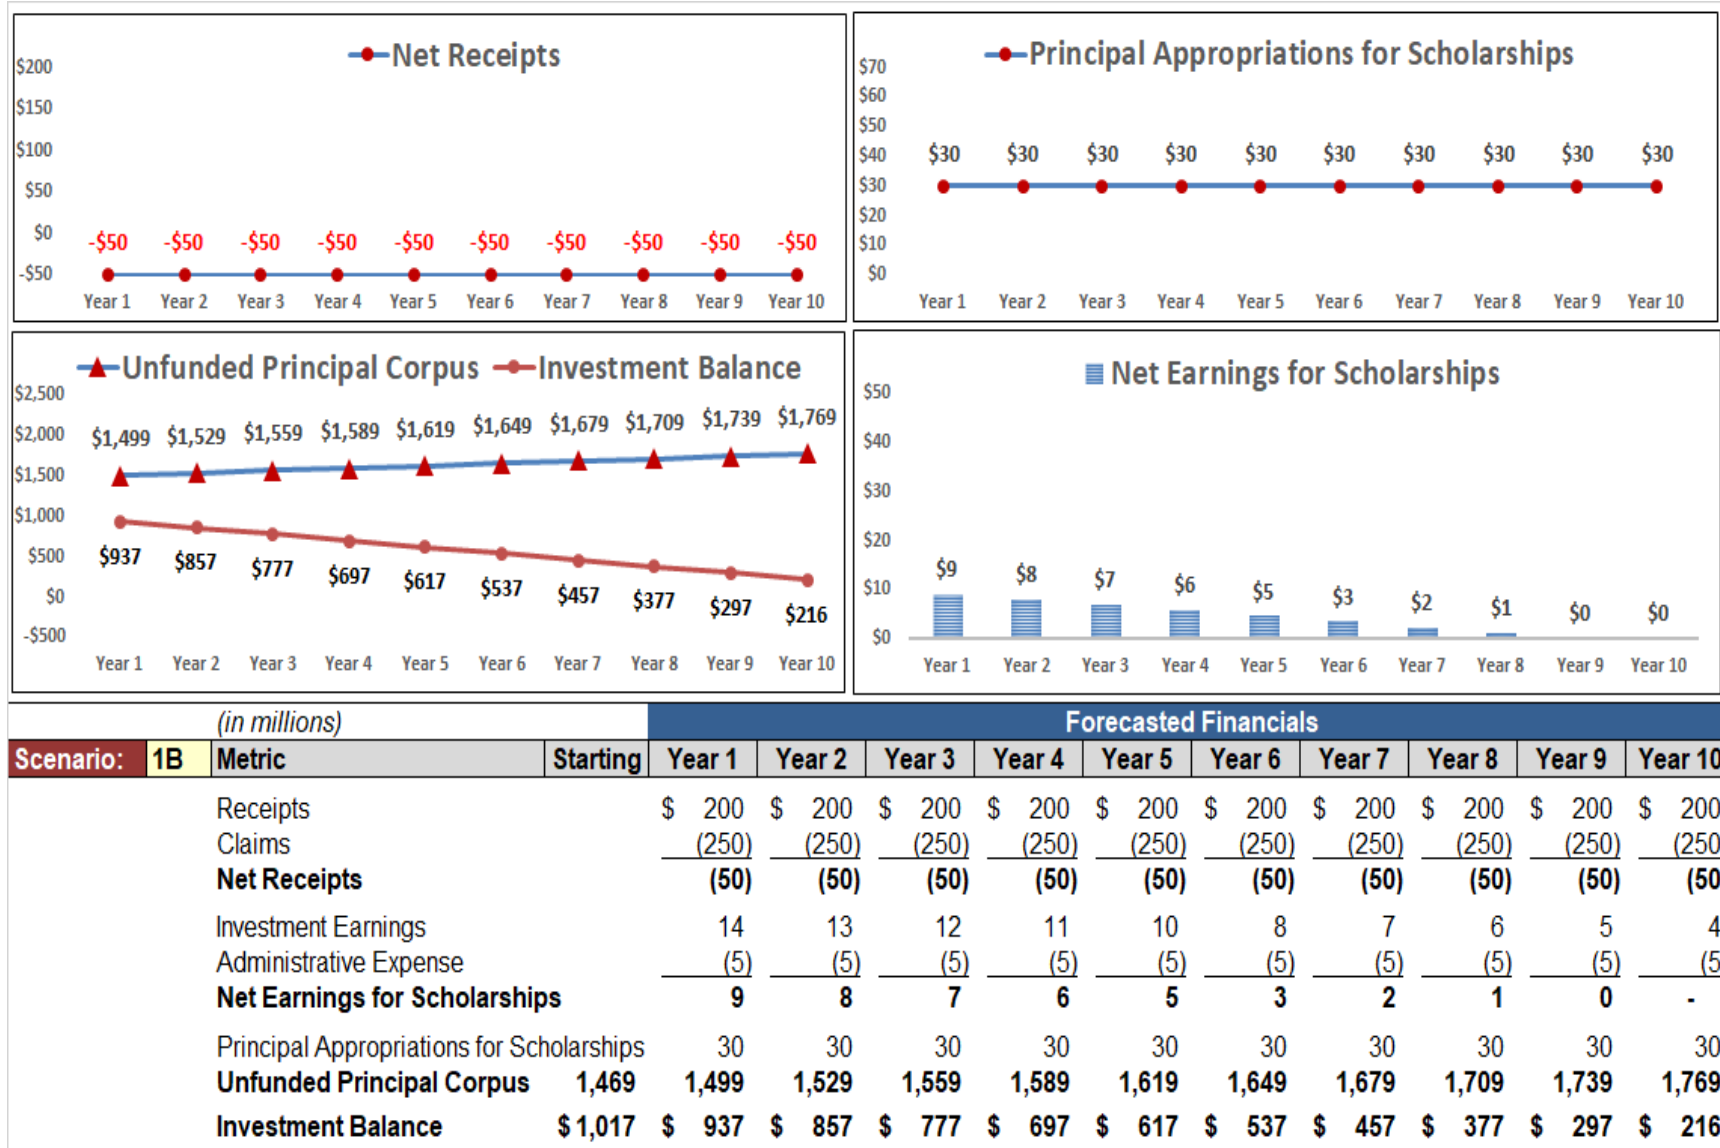 Net Receipts
$200
$150
$100
$50
$0
-$50
-$50 -$50 -$50 -$50 -$50 -$50 -$50 -$50 -$50 -$50
Year 1 Year 2 Year 3 Year 4 Year 5 Year 6 Year 7 Year 8 Year 9 Year 10
Principal Appropriations for Scholarships
$70
$60
$50
$40
$30
$20
$10
$0
$30 $30 $30 $30 $30 $30 $30 $30 $30 $30
Year 1 Year 2 Year 3 Year 4 Year 5 Year 6 Year 7 Year 8 Year 9 Year 10
Unfunded Principal Corpus Investment Balance
$2,500
$2,000
$1,500
$1,000
$500
$0
-$500
$1,499 $1,529 $1,559 $1,589 $1,619 $1,649 $1,679 $1,709 $1,739 $1,769
$937 $857 $777 $697 $617 $537 $457 $377 $297 $216
Year 1 Year 2 Year 3 Year 4 Year 5 Year 6 Year 7 Year 8 Year 9 Year 10
Net Earnings for Scholarships
$50
$40
$30
$20
$10
$0
$9 $8 $7 $6 $5 $3 $2 $1 $0 $0
Year 1 Year 2 Year 3 Year 4 Year 5 Year 6 Year 7 Year 8 Year 9 Year 10
(in millions) Forecasted Financials
Scenario: 1B Metric Starting Year 1 Year 2 Year 3 Year 4 Year 5 Year 6 Year 7 Year 8 Year 9 Year 10
Receipts $ 200 $ 200 $ 200 $ 200 $ 200 $ 200 $ 200 $ 200 $ 200 $ 200
Claims (250) (250) (250) (250) (250) (250) (250) (250) (250) (250
Net Receipts (50) (50) (50) (50) (50) (50) (50) (50) (50) (50
Investment Earnings 14 13 12 11 10 8 7 6 5 4
Administrative Expense (5) (5) (5) (5) (5) (5) (5) (5) (5) (5
Net Earnings for Scholarships 9 8 7 6 5 3 2 1 0 -
Principal Appropriations for Scholarships 30 30 30 30 30 30 30 30 30 30
Unfunded Principal Corpus 1,469 1,499 1,529 1,559 1,589 1,619 1,649 1,679 1,709 1,739 1,769
Investment Balance $ 1,017 $ 937 $ 857 $ 777 $ 697 $ 617 $ 537 $ 457 $ 377 $ 297 $ 216